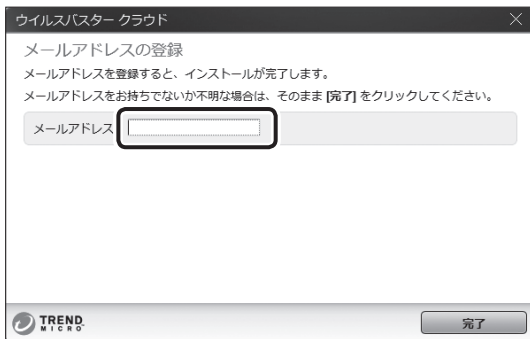 ウイルスバスター クラウド
メールアドレスの登録
メールアドレスを登録すると、インストールが完了します。
メールアドレスをお持ちでないか不明な場合は、そのまま [完了] をクリックしてください。
メールアドレス
TREND
MICRO
完了